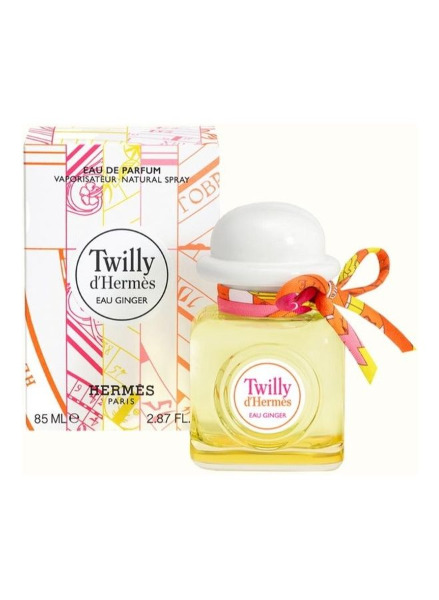 EAU DE PARFUM
VAPORISATEUR · NATURAL SPRAY
Twilly
d'Hermès
EAU GINGER
HERMÈS
PARIS
85 ML e 2.87 FL.
Twilly
d'Hermès
EAU GINGER